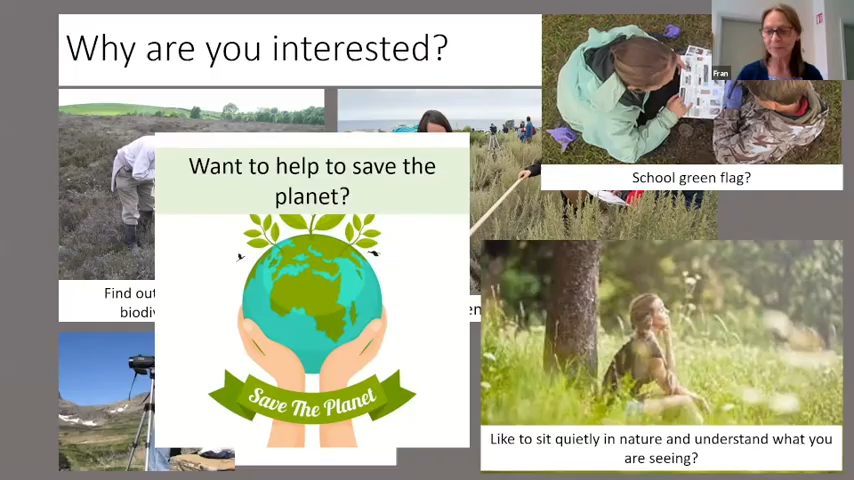 Why are you interested?
Fran
School green flag?
Want to help to save the
planet?
Find out
biodiv
en
Save The Planet
Like to sit quietly in nature and understand what you
are seeing?